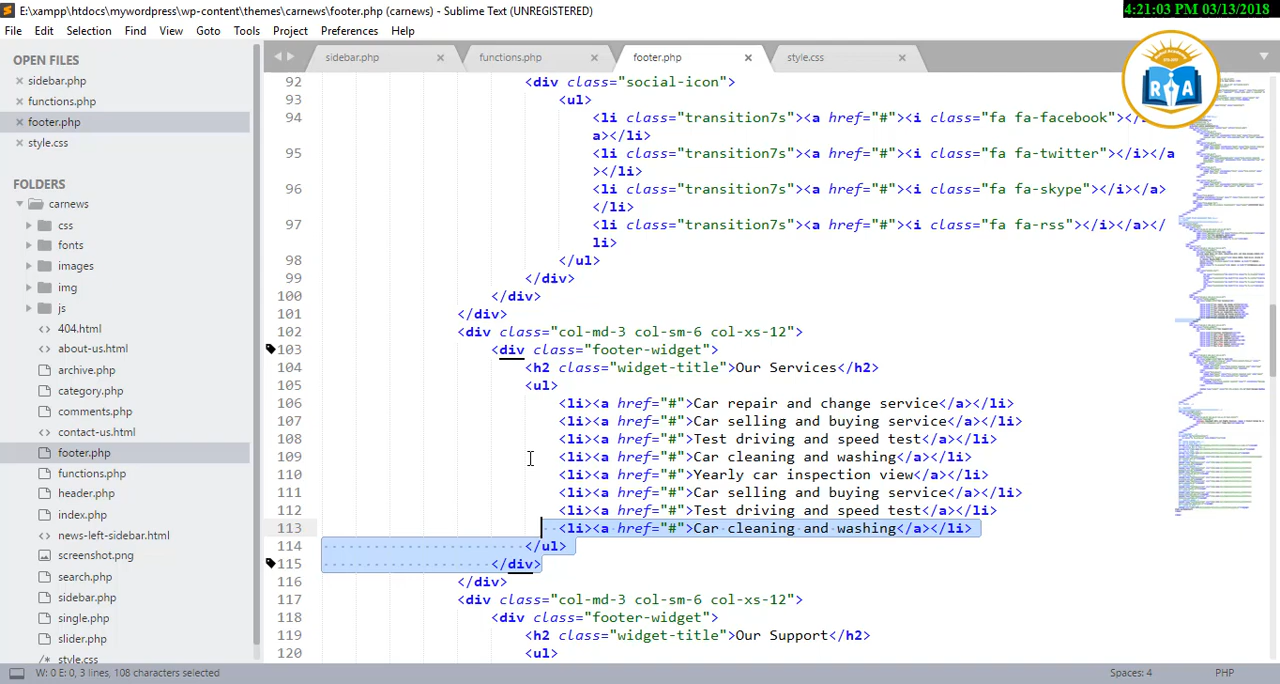 E:\xampp\htdocs\mywordpress\wp-content\themes\carnews\footer.php (carnews) - Sublime Text (UNREGISTERED)
4:21:03 PM 03/13/2018
File Edit Selection Find View Goto Tools Project Preferences Help
OPEN FILES
sidebar.php
functions.php
footer.php
style.css
FOLDERS
carnews
css
fonts
images
img
js
404.html
about-us.html
archive.php
category.php
comments.php
contact-us.html
footer.php
functions.php
header.php
index.php
news-left-sidebar.html
screenshot.png
search.php
sidebar.php
single.php
slider.php
/* style.css
sidebar.php functions.php footer.php style.css
RA
92 <div class="social-icon">
93 <ul>
94 <li class="transition7s"><a href="#"><i class="fa fa-facebook"></
a></li>
95 <li class="transition7s"><a href="#"><i class="fa fa-twitter"></i></a
></li>
96 <li class="transition7s"><a href="#"><i class="fa fa-skype"></i></a>
</li>
97 <li class="transition7s"><a href="#"><i class="fa fa-rss"></i></a></
li>
98 </ul>
99 </div>
100 </div>
101 </div>
102 <div class="col-md-3 col-sm-6 col-xs-12">
103 <div class="footer-widget">
104 <h2 class="widget-title">Our Services</h2>
105 <ul>
106 <li><a href="#">Car repair and change service</a></li>
107 <li><a href="#">Car selling and buying service</a></li>
108 <li><a href="#">Test driving and speed test</a></li>
109 <li><a href="#">Car cleaning and washing</a></li>
110 <li><a href="#">Yearly car inspection view</a></li>
111 <li><a href="#">Car selling and buying service</a></li>
112 <li><a href="#">Test driving and speed test</a></li>
113 <li><a href="#">Car cleaning and washing</a></li>
114 </ul>
115 </div>
116 </div>
117 <div class="col-md-3 col-sm-6 col-xs-12">
118 <div class="footer-widget">
119 <h2 class="widget-title">Our Support</h2>
120 <ul>
W: 0 E: 0, 3 lines, 108 characters selected
Spaces: 4
PHP